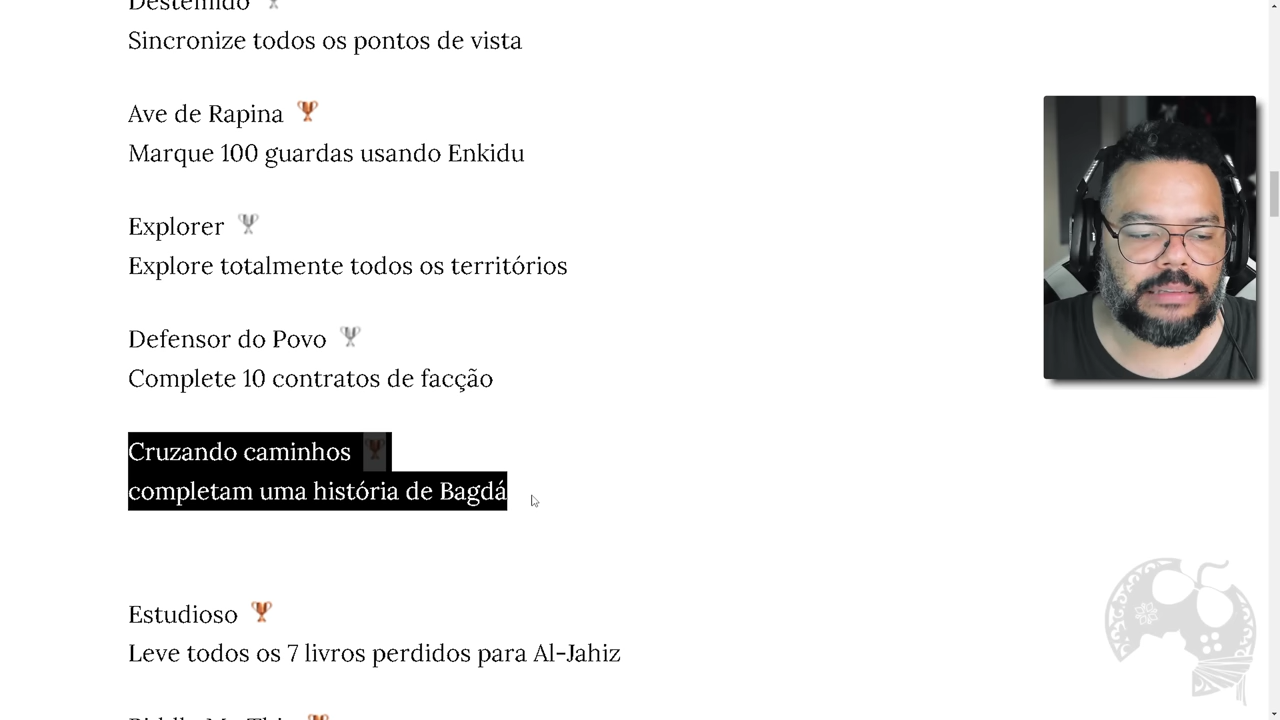 Destemido
Sincronize todos os pontos de vista
Ave de Rapina
Marque 100 guardas usando Enkidu
Explorer
Explore totalmente todos os territórios
Defensor do Povo
Complete 10 contratos de facção
Cruzando caminhos
completam uma história de Bagdá
Estudioso
Leve todos os 7 livros perdidos para Al-Jahiz